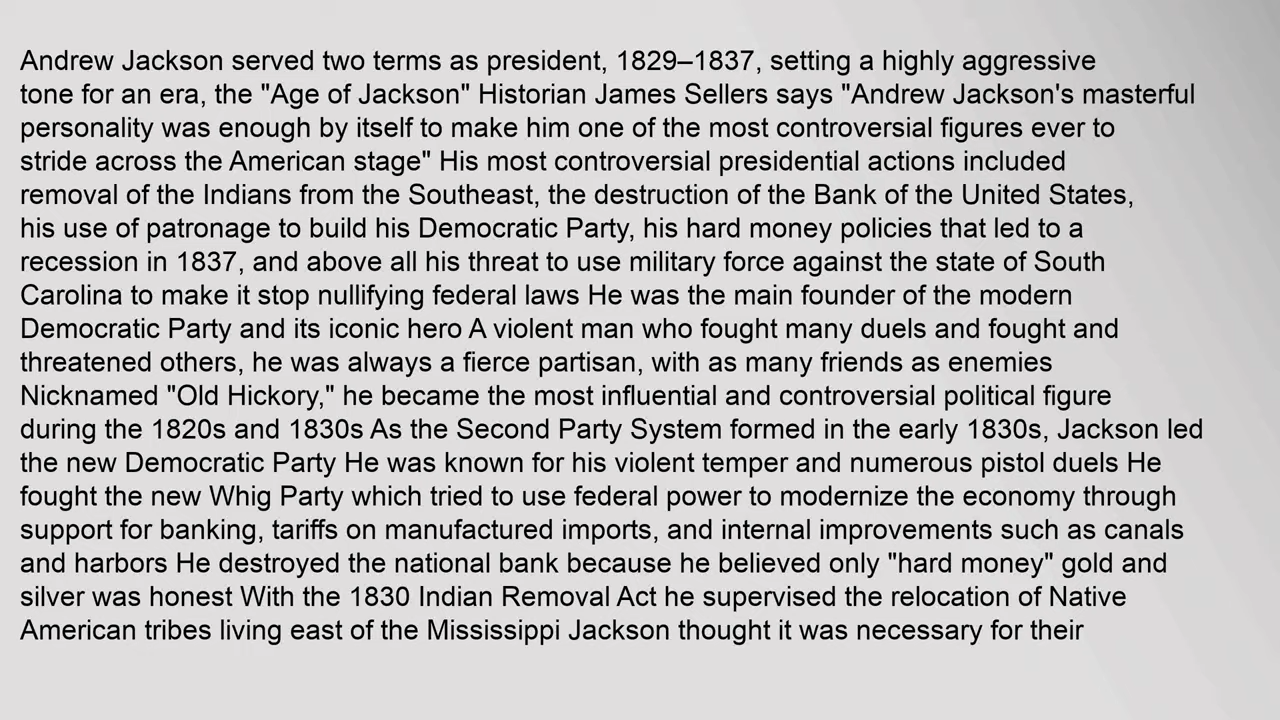 Andrew Jackson served two terms as president, 1829–1837, setting a highly aggressive
tone for an era, the "Age of Jackson" Historian James Sellers says "Andrew Jackson's masterful
personality was enough by itself to make him one of the most controversial figures ever to
stride across the American stage" His most controversial presidential actions included
removal of the Indians from the Southeast, the destruction of the Bank of the United States,
his use of patronage to build his Democratic Party, his hard money policies that led to a
recession in 1837, and above all his threat to use military force against the state of South
Carolina to make it stop nullifying federal laws He was the main founder of the modern
Democratic Party and its iconic hero A violent man who fought many duels and fought and
threatened others, he was always a fierce partisan, with as many friends as enemies
Nicknamed "Old Hickory," he became the most influential and controversial political figure
during the 1820s and 1830s As the Second Party System formed in the early 1830s, Jackson led
the new Democratic Party He was known for his violent temper and numerous pistol duels He
fought the new Whig Party which tried to use federal power to modernize the economy through
support for banking, tariffs on manufactured imports, and internal improvements such as canals
and harbors He destroyed the national bank because he believed only "hard money" gold and
silver was honest With the 1830 Indian Removal Act he supervised the relocation of Native
American tribes living east of the Mississippi Jackson thought it was necessary for their